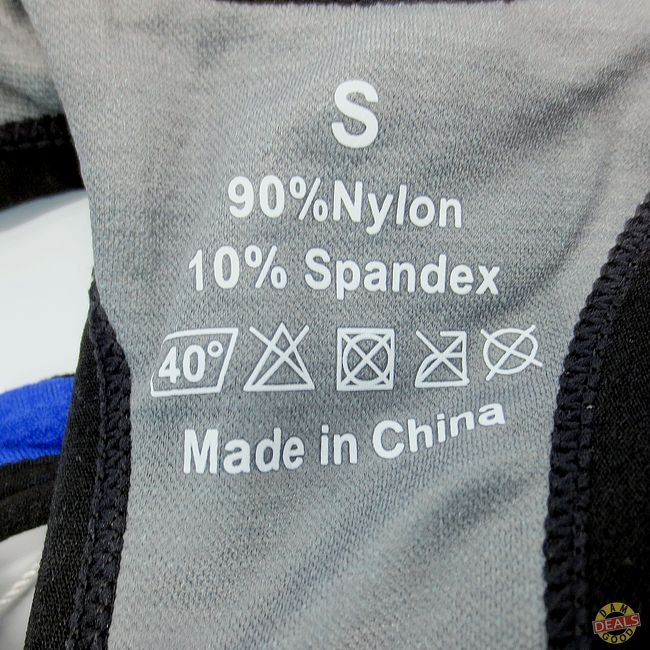 S
90%Nylon
10% Spandex
40°
Made in China
DAM
DEALS
GOOD